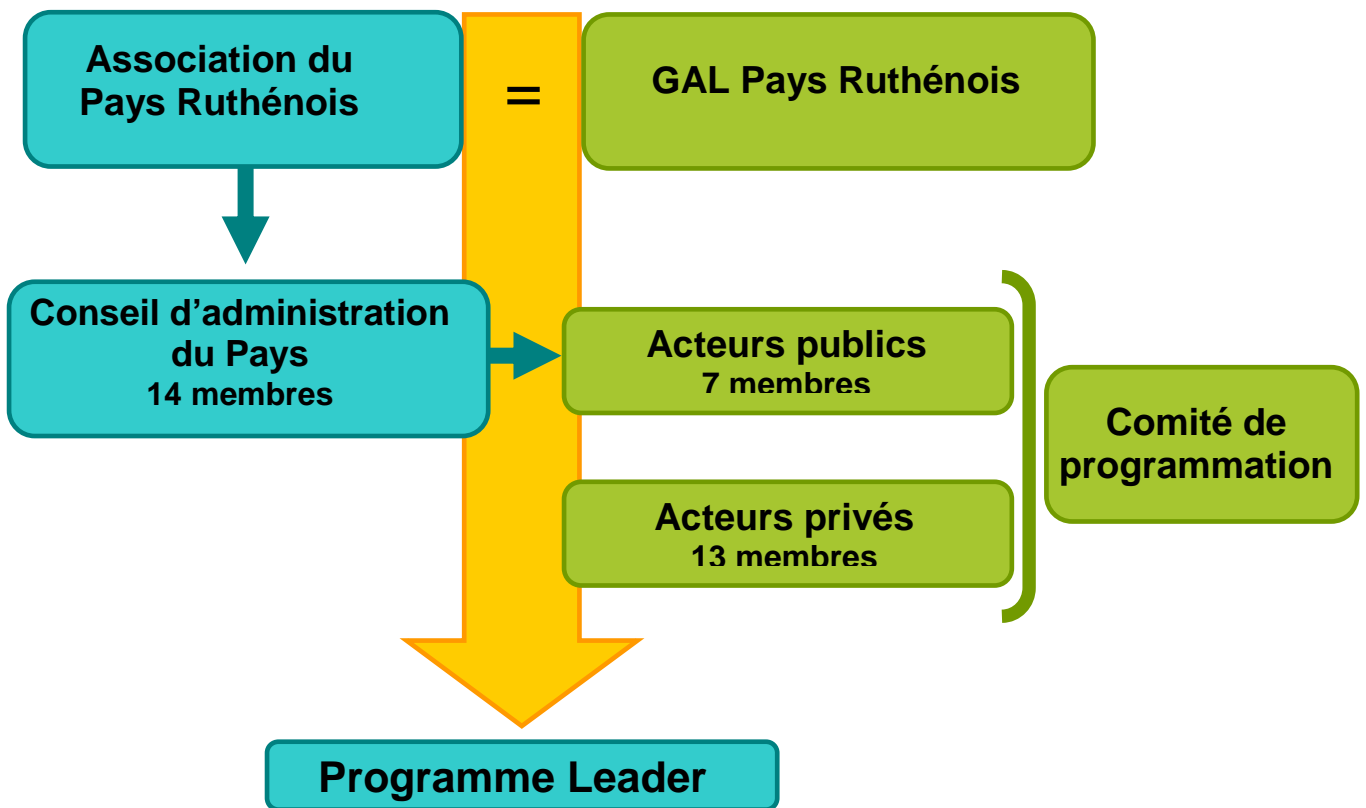 Association du
Pays Ruthénois
=
GAL Pays Ruthénois
Conseil d’administration
du Pays
14 membres
Acteurs publics
7 membres
Acteurs privés
13 membres
Comité de
programmation
Programme Leader